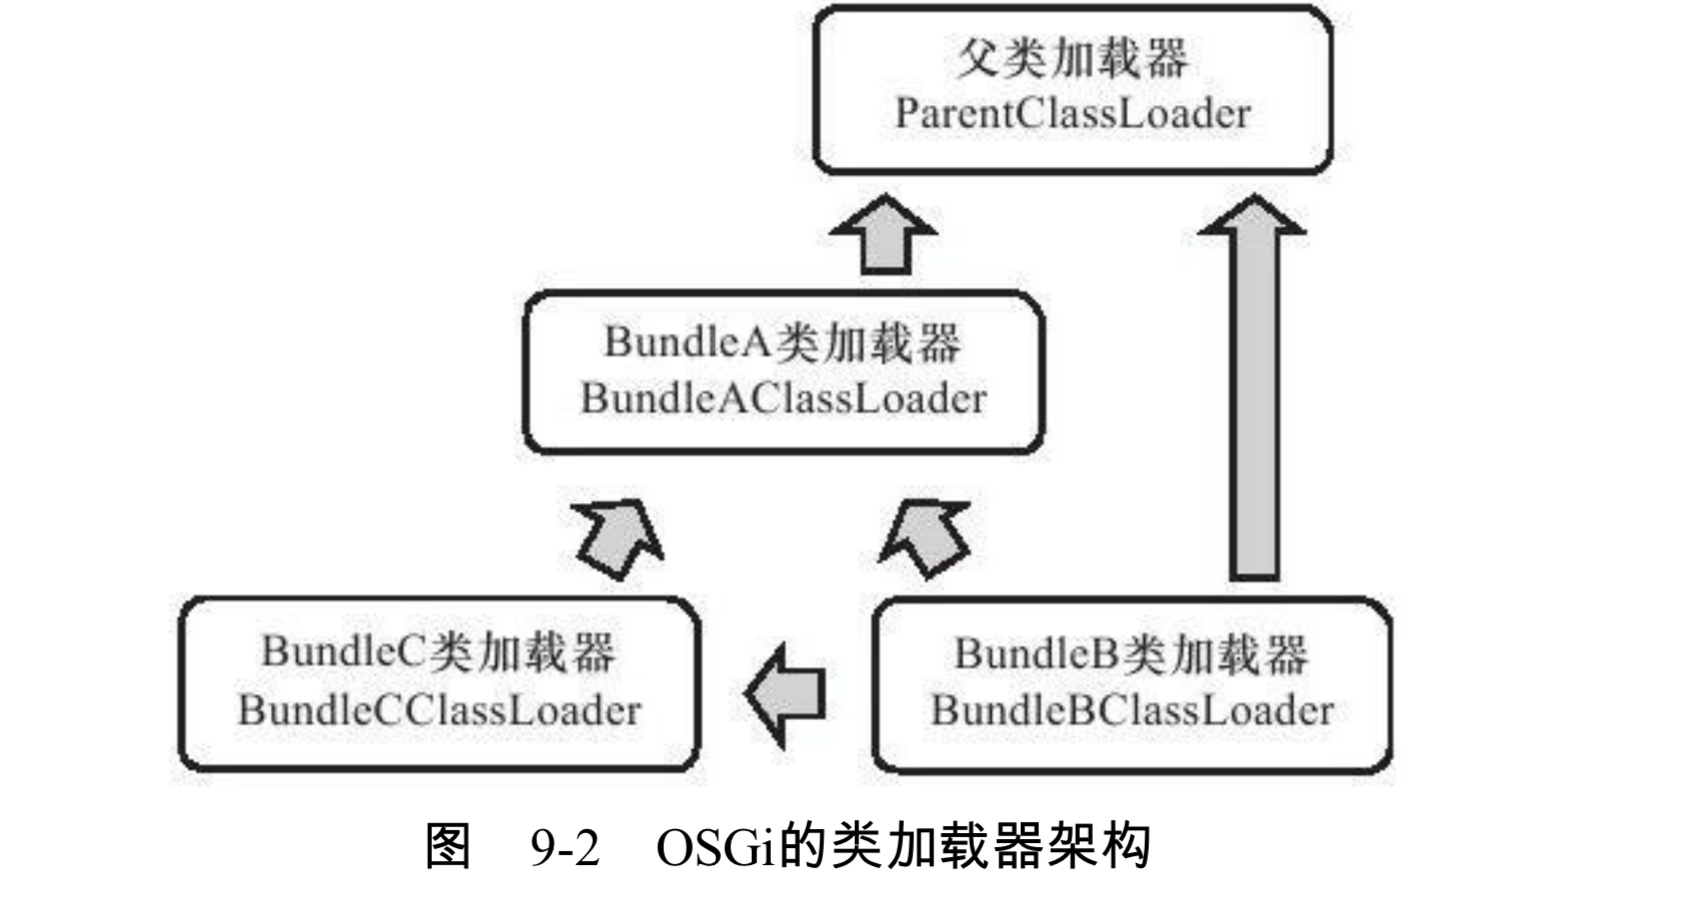 父类加载器
ParentClassLoader
BundleA类加载器
BundleAClassLoader
BundleC类加载器
BundleCClassLoader
BundleB类加载器
BundleBClassLoader
图 9-2 OSGi的类加载器架构